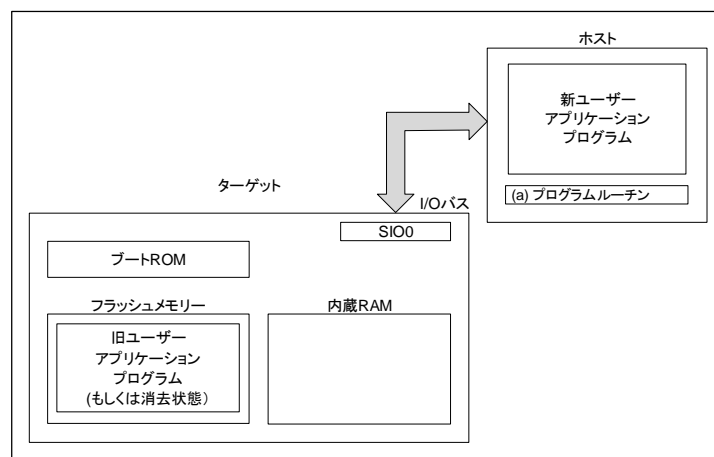 ホスト
新ユーザー
アプリケーション
プログラム
(a) プログラムルーチン
ターゲット
I/Oバス
SIO0
ブートROM
フラッシュメモリー
旧ユーザー
アプリケーション
プログラム
(もしくは消去状態)
内蔵RAM